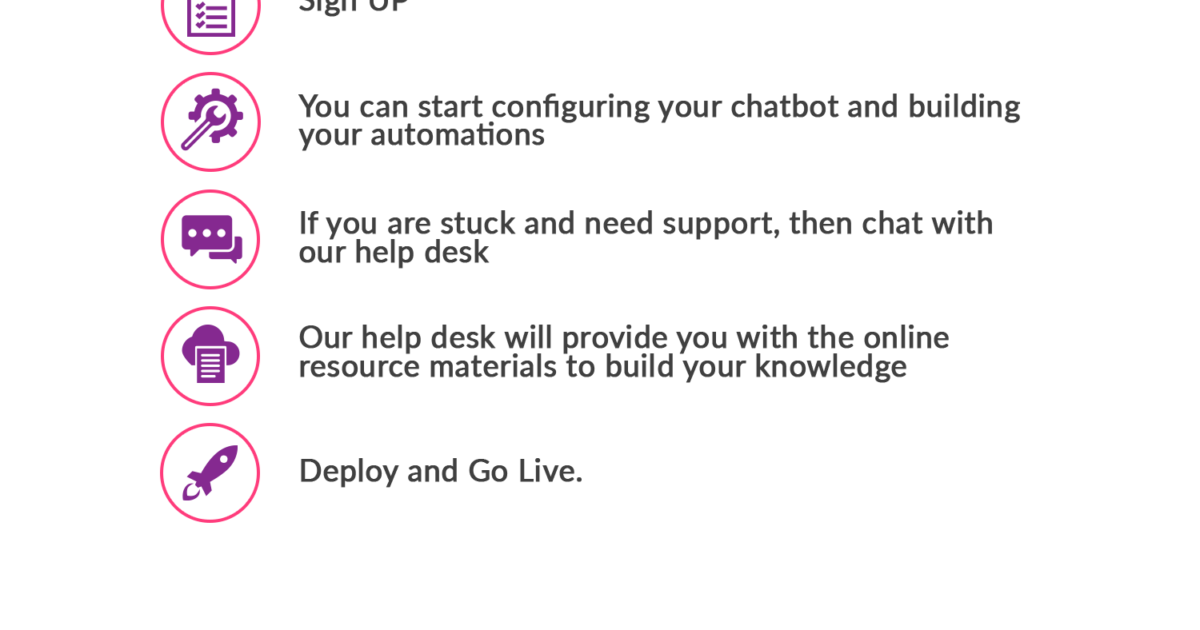 Sign UP
You can start configuring your chatbot and building
your automations
If you are stuck and need support, then chat with
our help desk
Our help desk will provide you with the online
resource materials to build your knowledge
Deploy and Go Live.